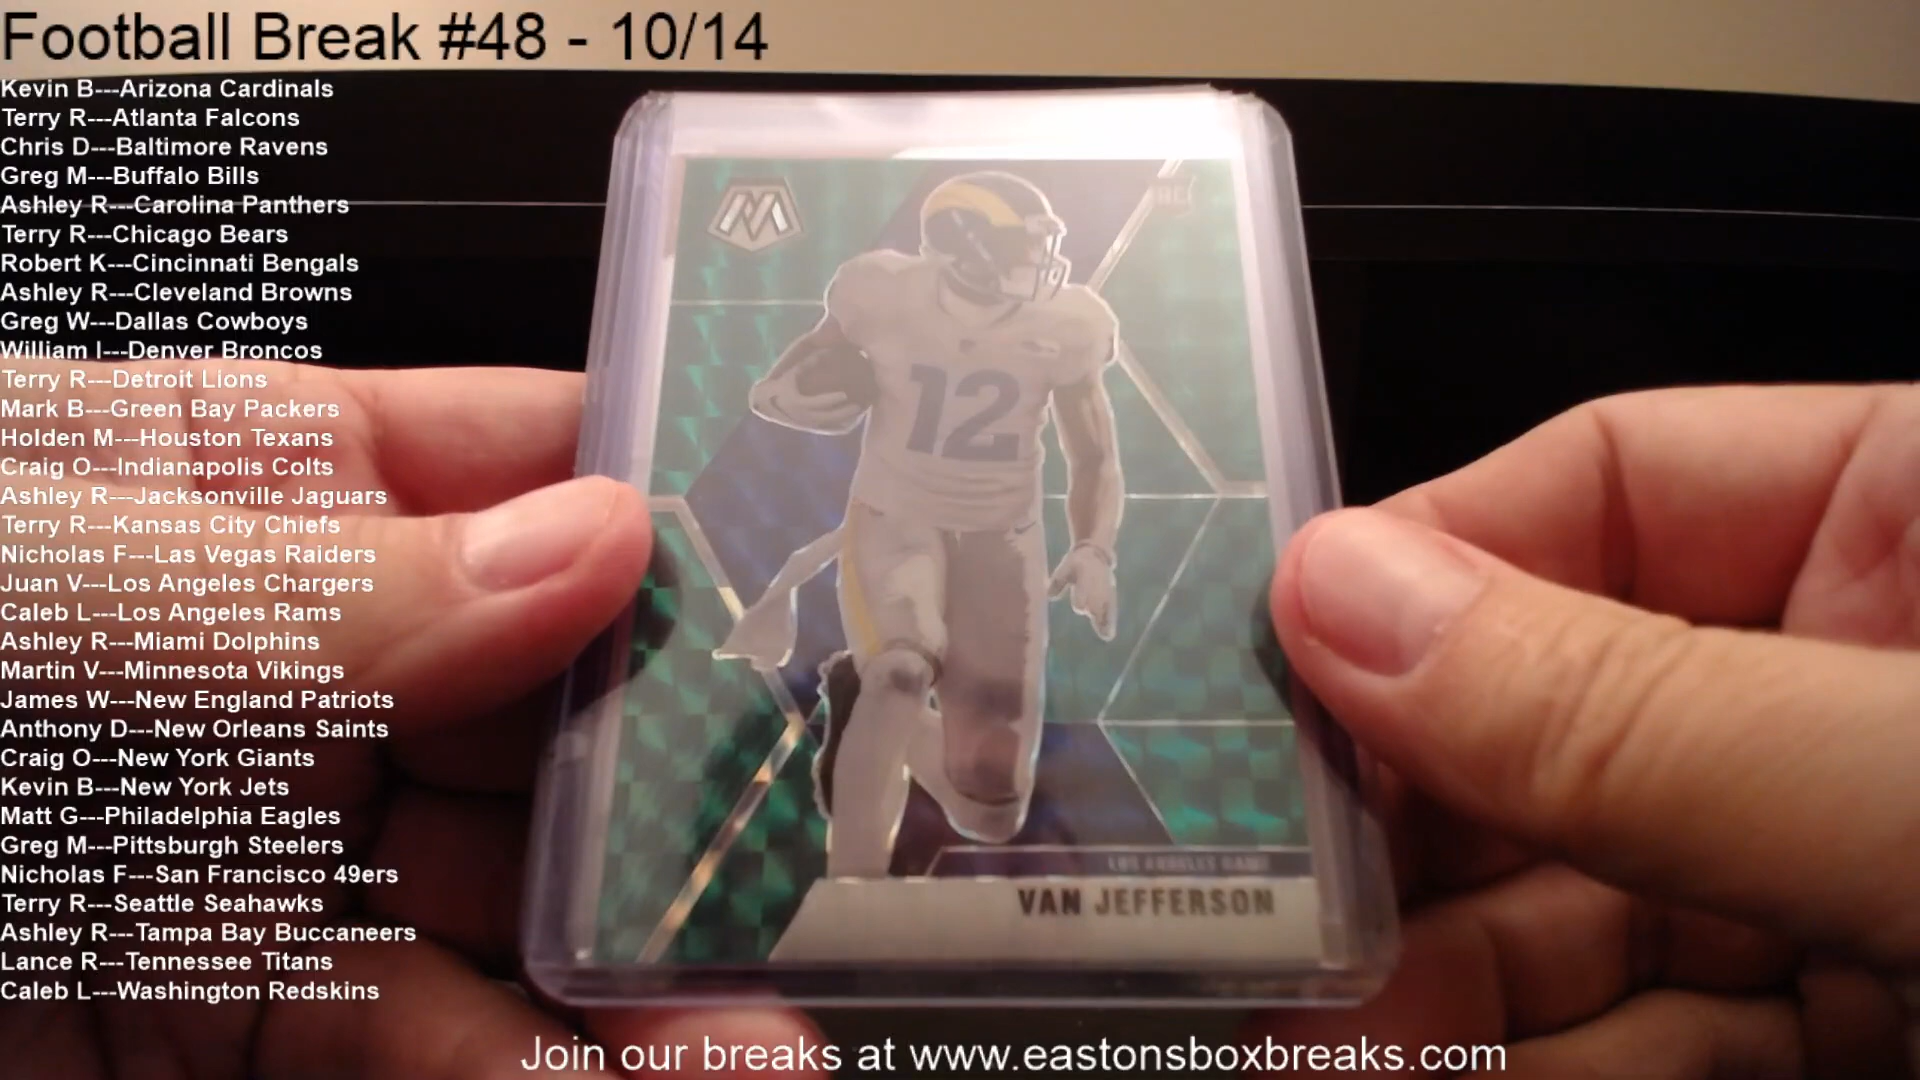 Football Break #48 - 10/14
Kevin B---Arizona Cardinals
Terry R---Atlanta Falcons
Chris D---Baltimore Ravens
Greg M---Buffalo Bills
Ashley R---Carolina Panthers
Terry R---Chicago Bears
Robert K---Cincinnati Bengals
Ashley R---Cleveland Browns
Greg W---Dallas Cowboys
William I---Denver Broncos
Terry R---Detroit Lions
Mark B---Green Bay Packers
Holden M---Houston Texans
Craig O---Indianapolis Colts
Ashley R---Jacksonville Jaguars
Terry R---Kansas City Chiefs
Nicholas F---Las Vegas Raiders
Juan V---Los Angeles Chargers
Caleb L---Los Angeles Rams
Ashley R---Miami Dolphins
Martin V---Minnesota Vikings
James W---New England Patriots
Anthony D---New Orleans Saints
Craig O---New York Giants
Kevin B---New York Jets
Matt G---Philadelphia Eagles
Greg M---Pittsburgh Steelers
Nicholas F---San Francisco 49ers
Terry R---Seattle Seahawks
Ashley R---Tampa Bay Buccaneers
Lance R---Tennessee Titans
Caleb L---Washington Redskins
M
RC
12
LOS ANGELES RAMS
VAN JEFFERSON
Join our breaks at www.eastonsboxbreaks.com